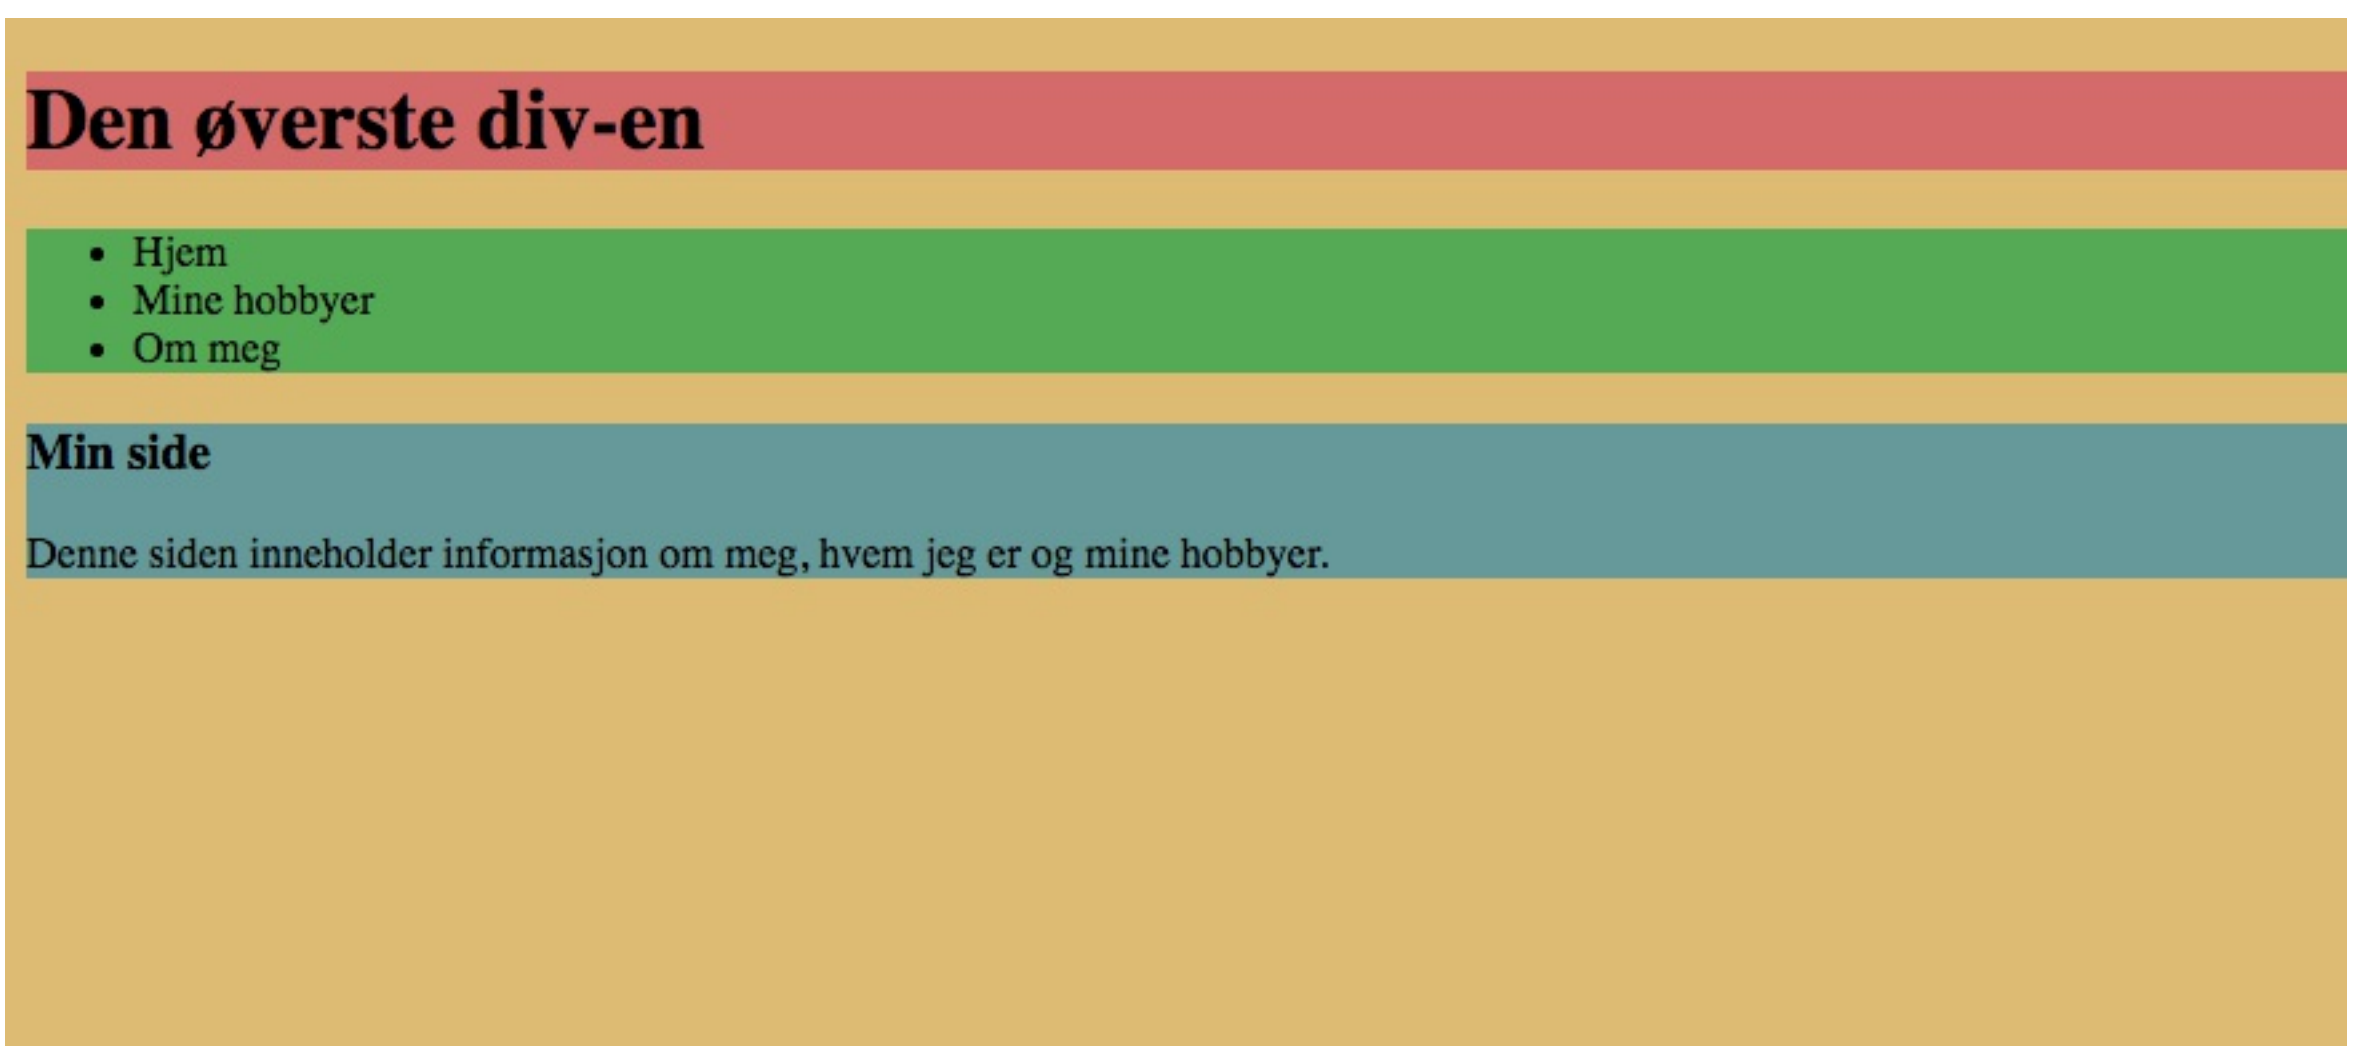 Den øverste div-en
Hjem
Mine hobbyer
Om meg
Min side
Denne siden inneholder informasjon om meg, hvem jeg er og mine hobbyer.